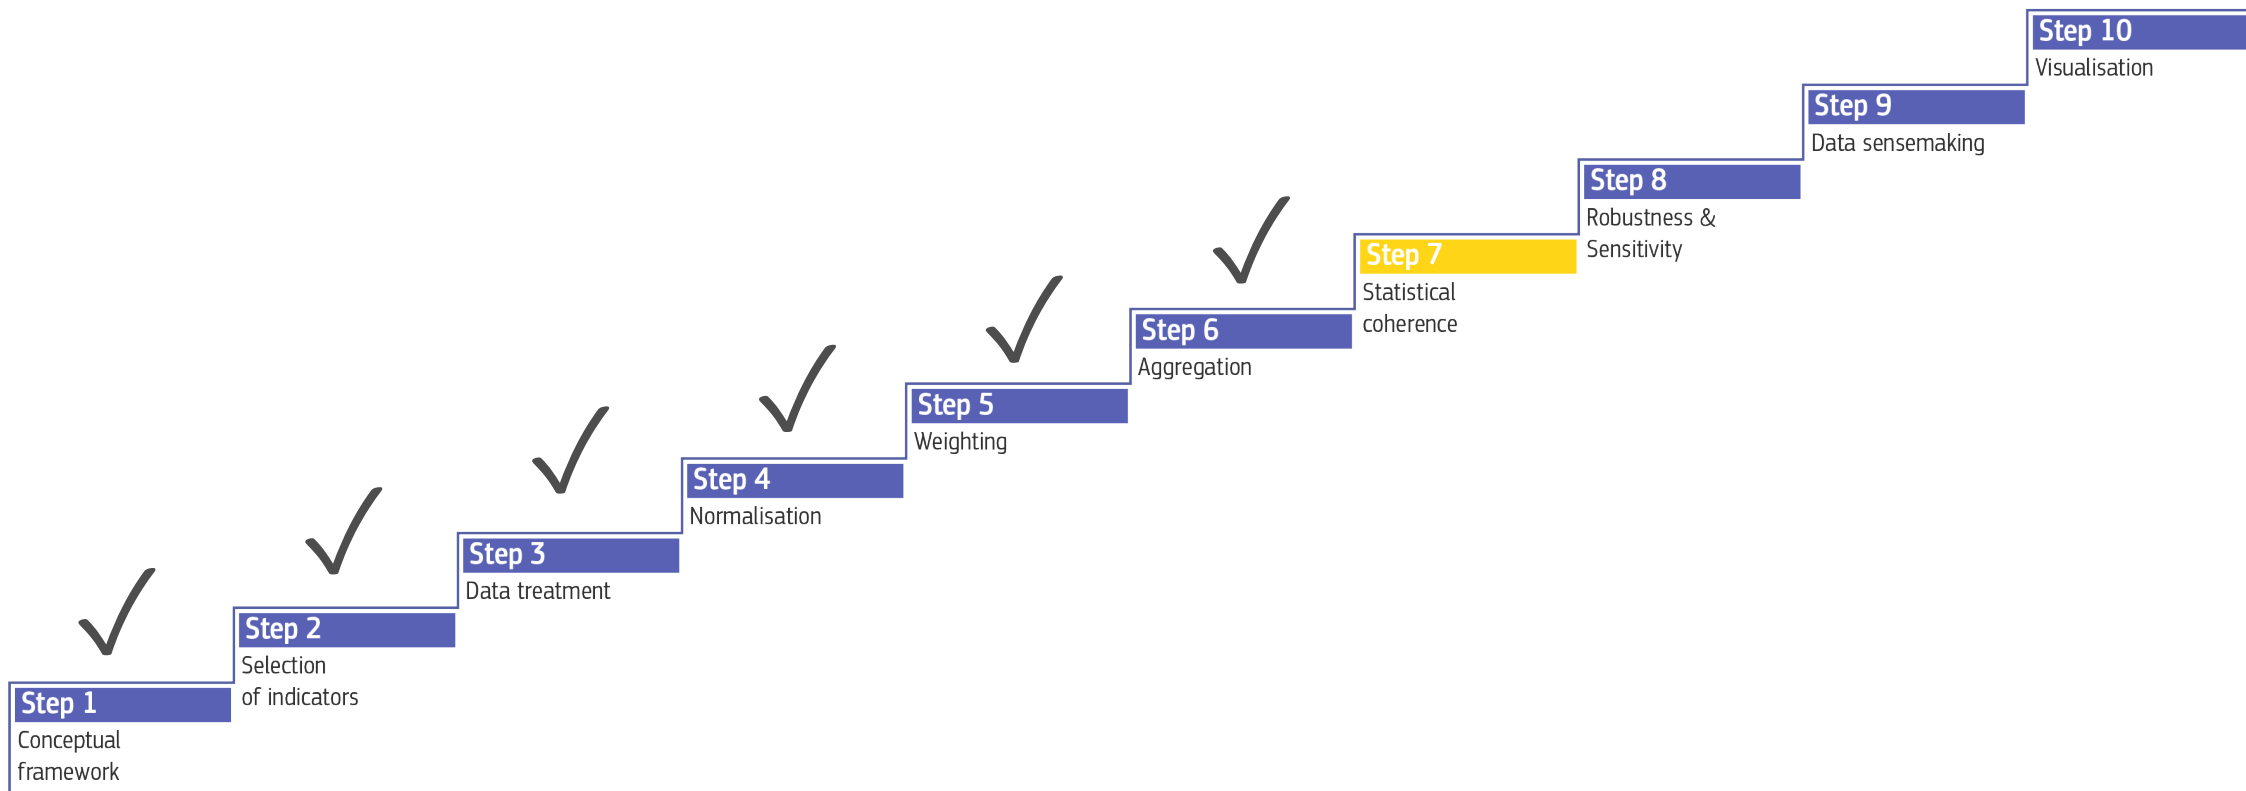 Step 1
Conceptual
framework
Step 2
Selection
of indicators
Step 3
Data treatment
Step 4
Normalisation
Step 5
Weighting
Step 6
Aggregation
Step 7
Statistical
coherence
Step 8
Robustness &
Sensitivity
Step 9
Data sensemaking
Step 10
Visualisation